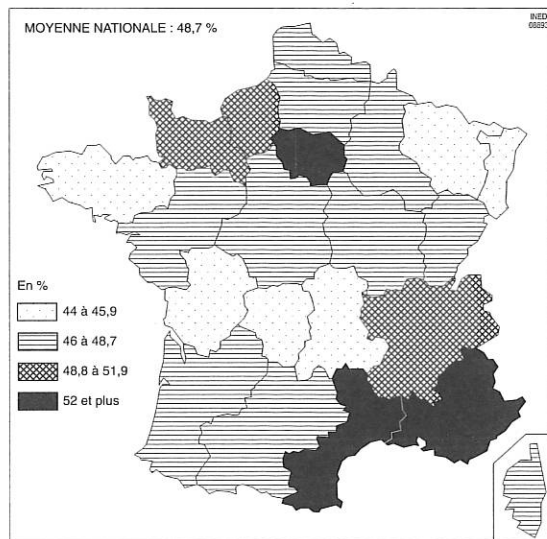 MOYENNE NATIONALE : 48,7 %
INED
En %
44 à 45,9
46 à 48,7
48,8 à 51,9
52 et plus